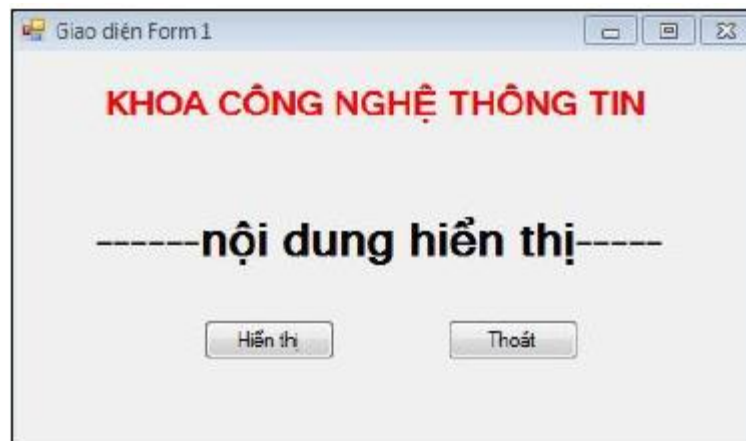 Giao diện Form 1
KHOA CÔNG NGHỆ THÔNG TIN
------nội dung hiển thị-----
Hiển thị
Thoát